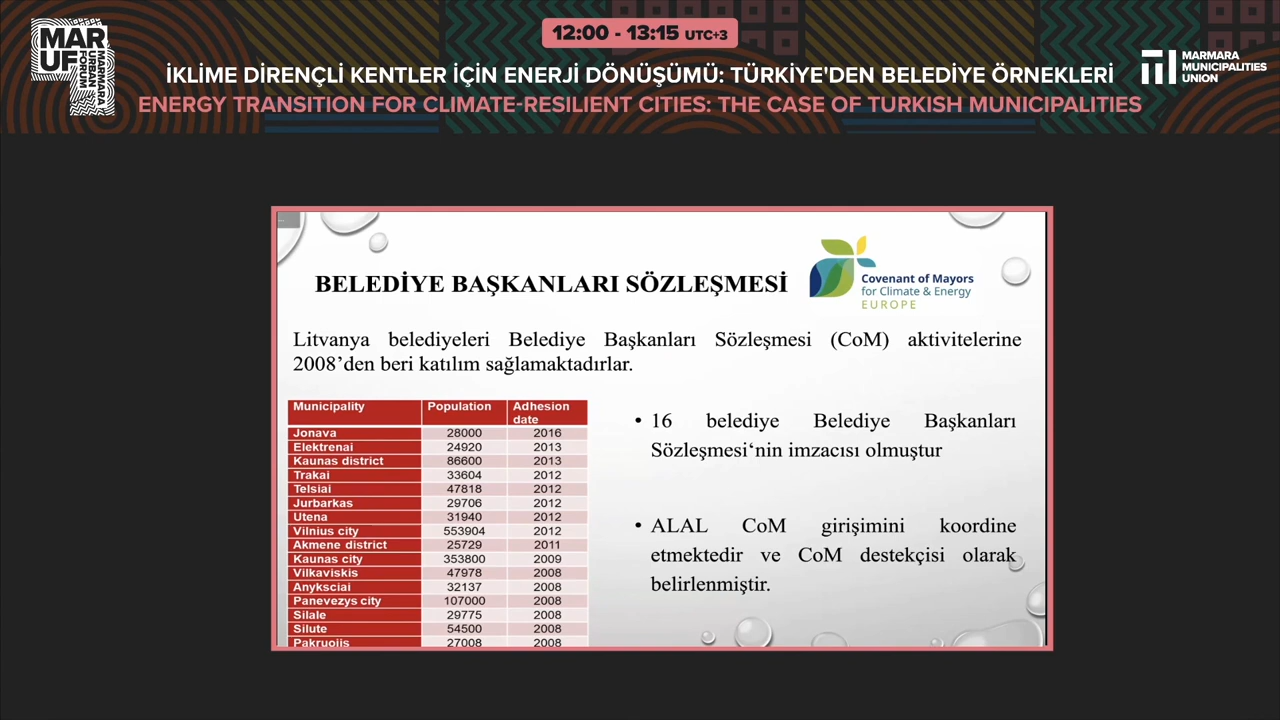 12:00 - 13:15 UTC+3
MARUF
MARMARA URBAN FORUM
İKLİME DİRENÇLİ KENTLER İÇİN ENERJİ DÖNÜŞÜMÜ: TÜRKİYE'DEN BELEDİYE ÖRNEKLERİ
ENERGY TRANSITION FOR CLIMATE-RESILIENT CITIES: THE CASE OF TURKISH MUNICIPALITIES
MARMARA
MUNICIPALITIES
UNION
BELEDİYE BAŞKANLARI SÖZLEŞMESİ
Covenant of Mayors
for Climate & Energy
EUROPE
Litvanya belediyeleri Belediye Başkanları Sözleşmesi (CoM) aktivitelerine
2008’den beri katılım sağlamaktadırlar.
Municipality Population Adhesion date
Jonava 28000 2016
Elektrenai 24920 2013
Kaunas district 86600 2013
Trakai 33604 2012
Telsiai 47818 2012
Jurbarkas 29706 2012
Utena 31940 2012
Vilnius city 553904 2012
Akmene district 25729 2011
Kaunas city 353800 2009
Vilkaviskis 47978 2008
Anyksciai 32137 2008
Panevezys city 107000 2008
Silale 29775 2008
Silute 54500 2008
Pakruojis 27008 2008
• 16 belediye Belediye Başkanları
Sözleşmesi‘nin imzacısı olmuştur
• ALAL CoM girişimini koordine
etmektedir ve CoM destekçisi olarak
belirlenmiştir.